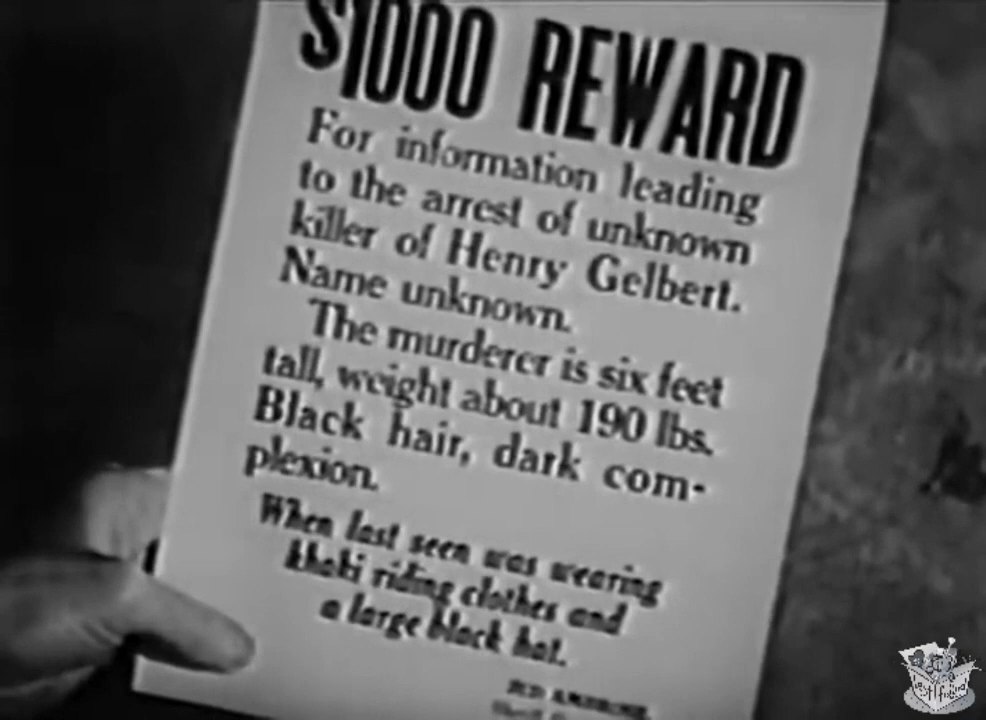 $1000 REWARD
For information leading
to the arrest of unknown
killer of Henry Gelbert.
Name unknown.
The murderer is six feet
tall, weight about 190 lbs.
Black hair, dark com-
plexion.
When last seen was wearing
khaki riding clothes and
a large black hat.